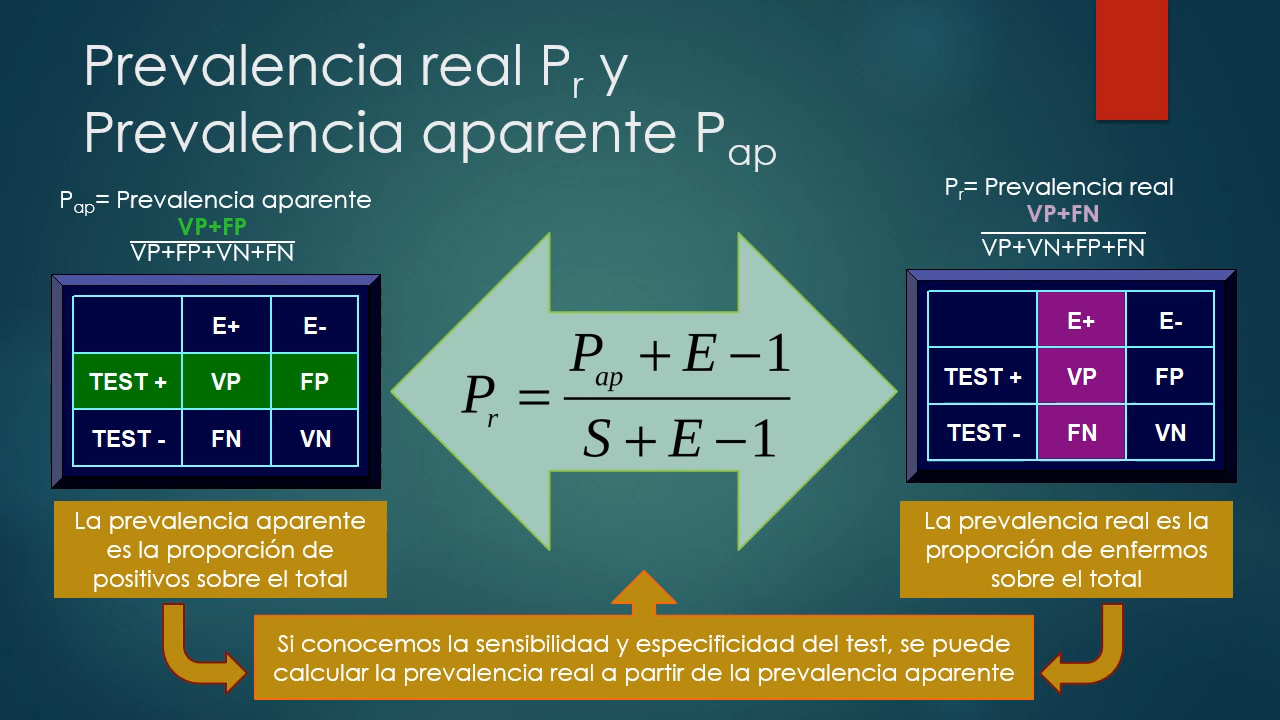 Prevalencia real Pr y
Prevalencia aparente Pap
Pap= Prevalencia aparente
VP+FP
VP+FP+VN+FN
E+ E-
TEST + VP FP
TEST - FN VN
La prevalencia aparente
es la proporción de
positivos sobre el total
Pr = Pap + E − 1
S + E − 1
Pr= Prevalencia real
VP+FN
VP+VN+FP+FN
E+ E-
TEST + VP FP
TEST - FN VN
La prevalencia real es la
proporción de enfermos
sobre el total
Si conocemos la sensibilidad y especificidad del test, se puede
calcular la prevalencia real a partir de la prevalencia aparente